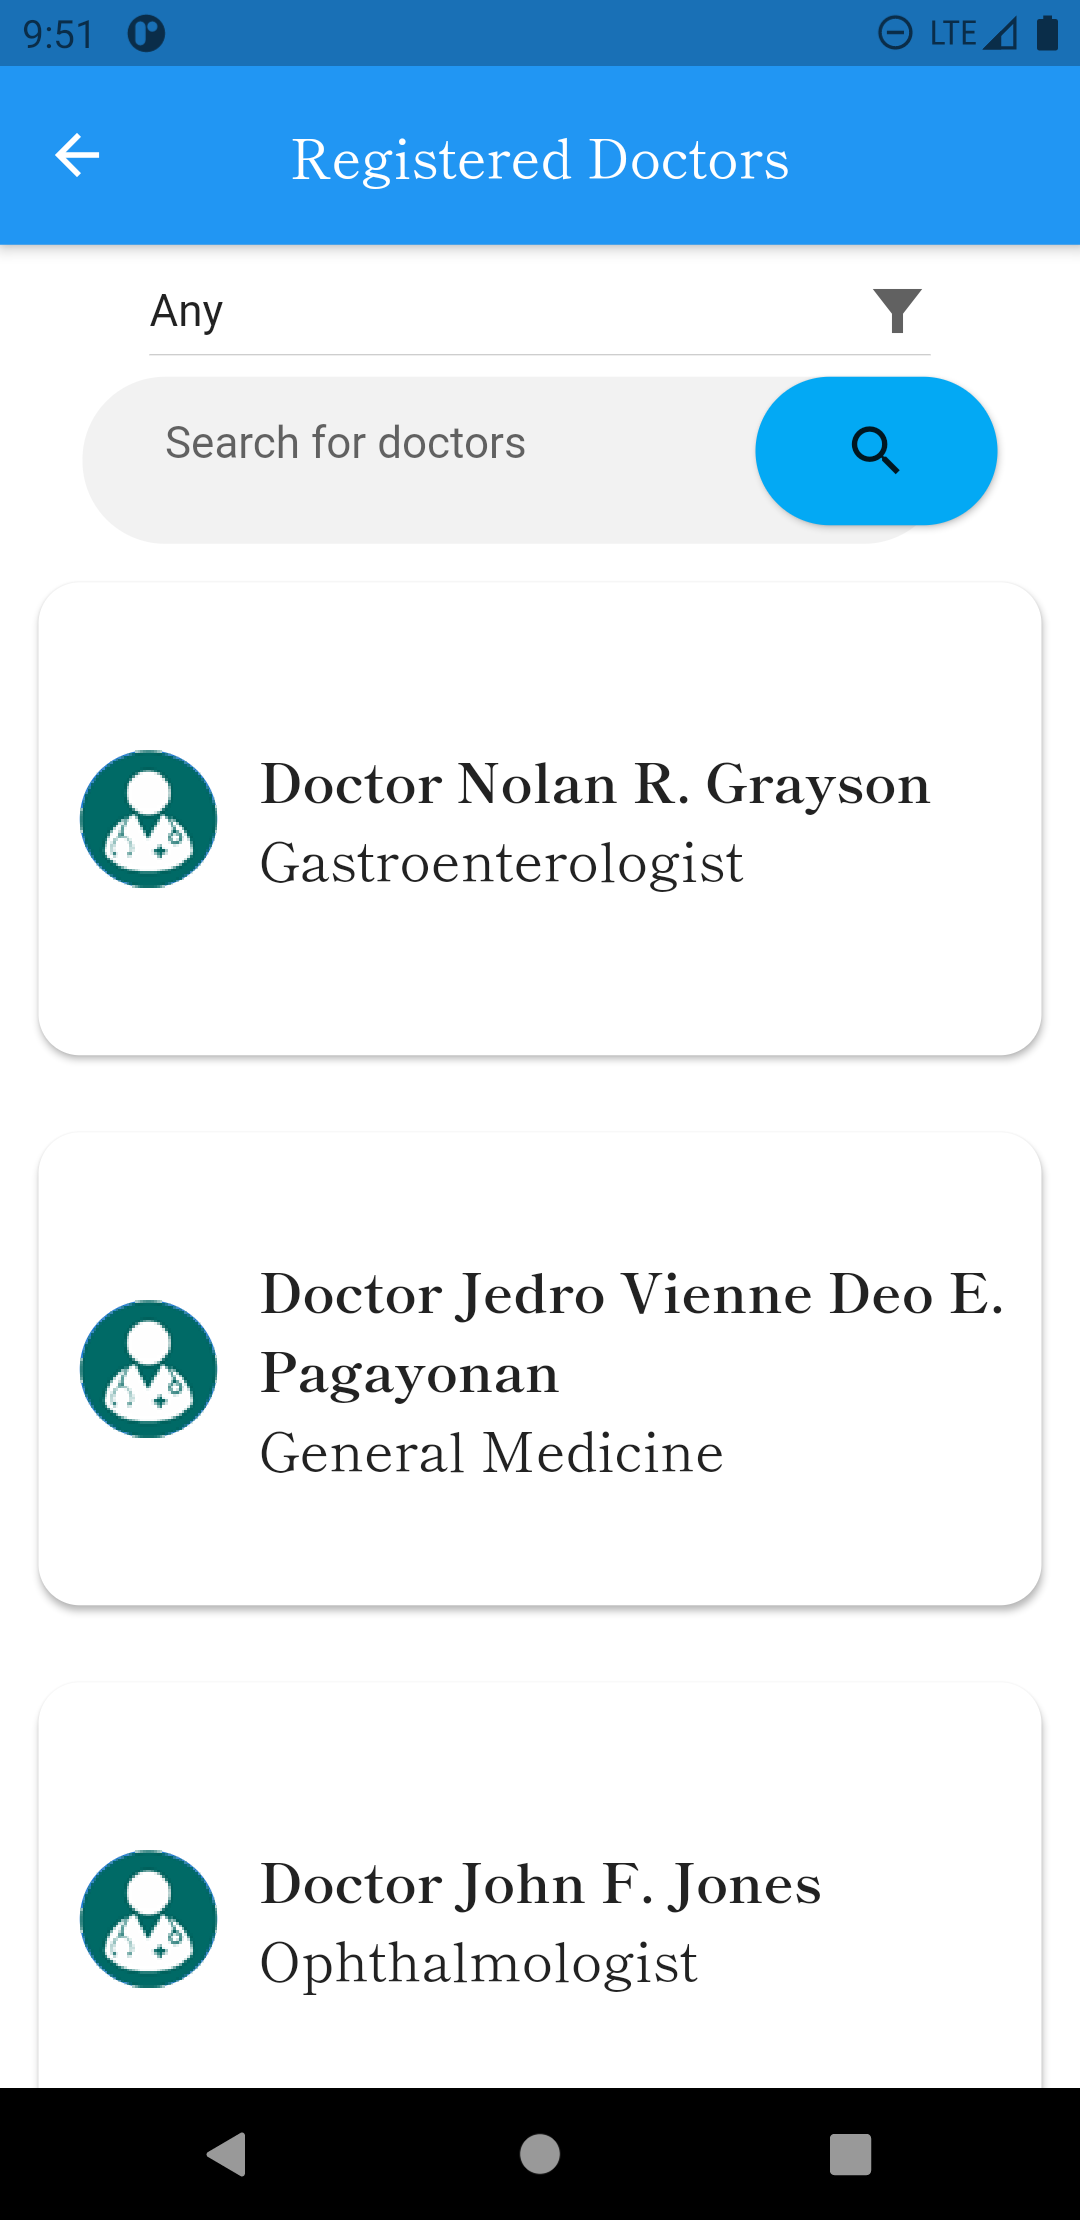 9:51
LTE
Registered Doctors
Any
Search for doctors
Doctor Nolan R. Grayson
Gastroenterologist
Doctor Jedro Vienne Deo E.
Pagayonan
General Medicine
Doctor John F. Jones
Ophthalmologist